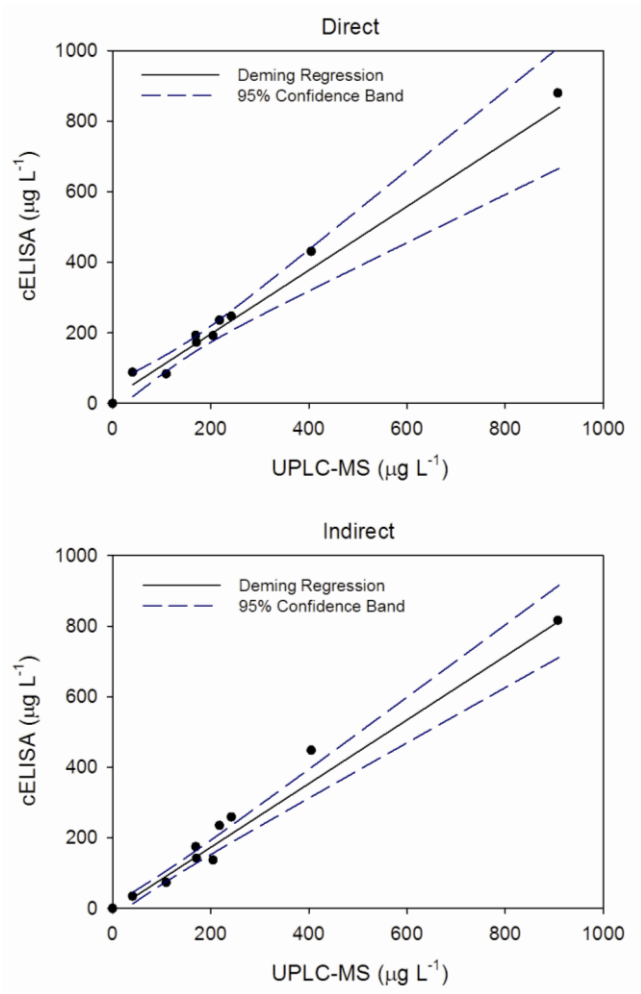 Direct
1000
Deming Regression
95% Confidence Band
800
600
400
200
0
cELISA (µg L⁻¹)
0 200 400 600 800 1000
UPLC-MS (µg L⁻¹)
Indirect
1000
Deming Regression
95% Confidence Band
800
600
400
200
0
cELISA (µg L⁻¹)
0 200 400 600 800 1000
UPLC-MS (µg L⁻¹)